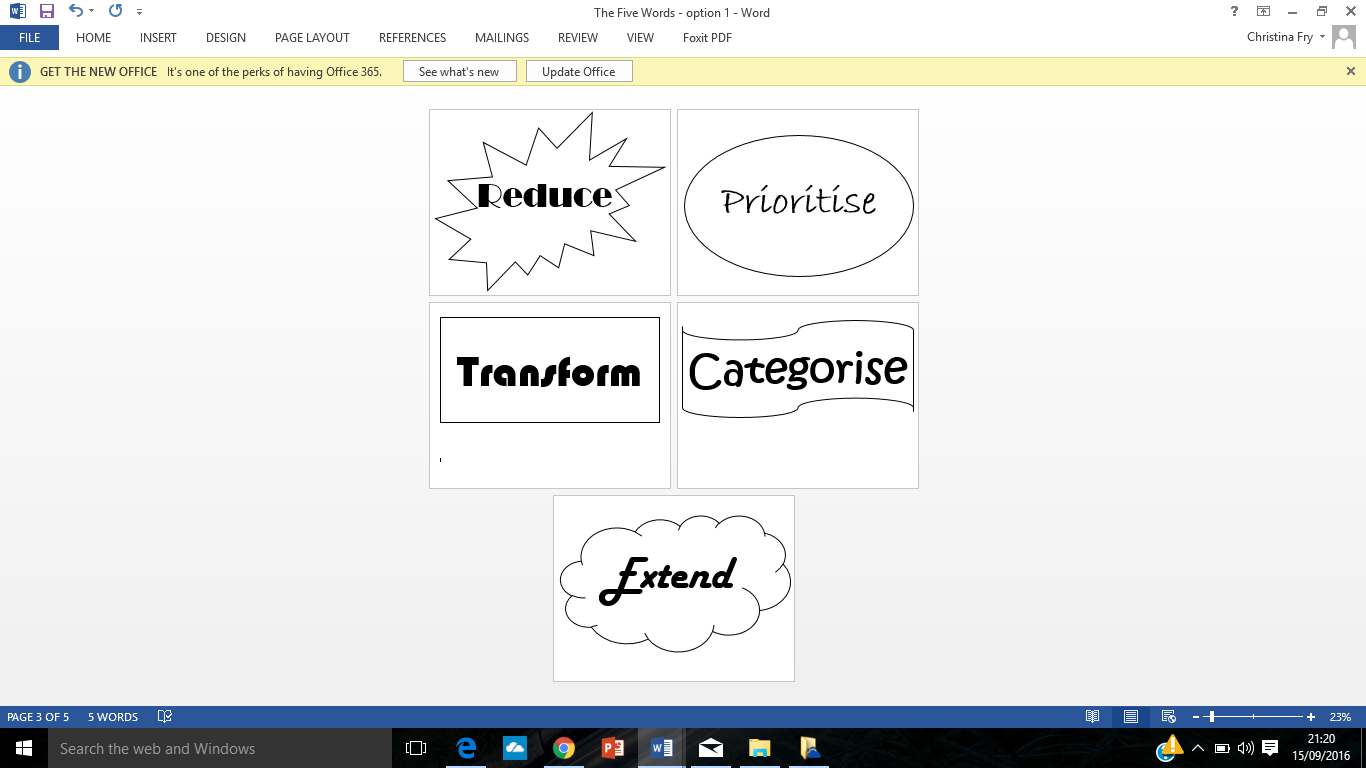 The Five Words - option 1 - Word
?
FILE HOME INSERT DESIGN PAGE LAYOUT REFERENCES MAILINGS REVIEW VIEW Foxit PDF Christina Fry
GET THE NEW OFFICE It's one of the perks of having Office 365. See what's new Update Office
Reduce
Prioritise
Transform
Categorise
Extend
PAGE 3 OF 5 5 WORDS 23%
Search the web and Windows
21:20
15/09/2016